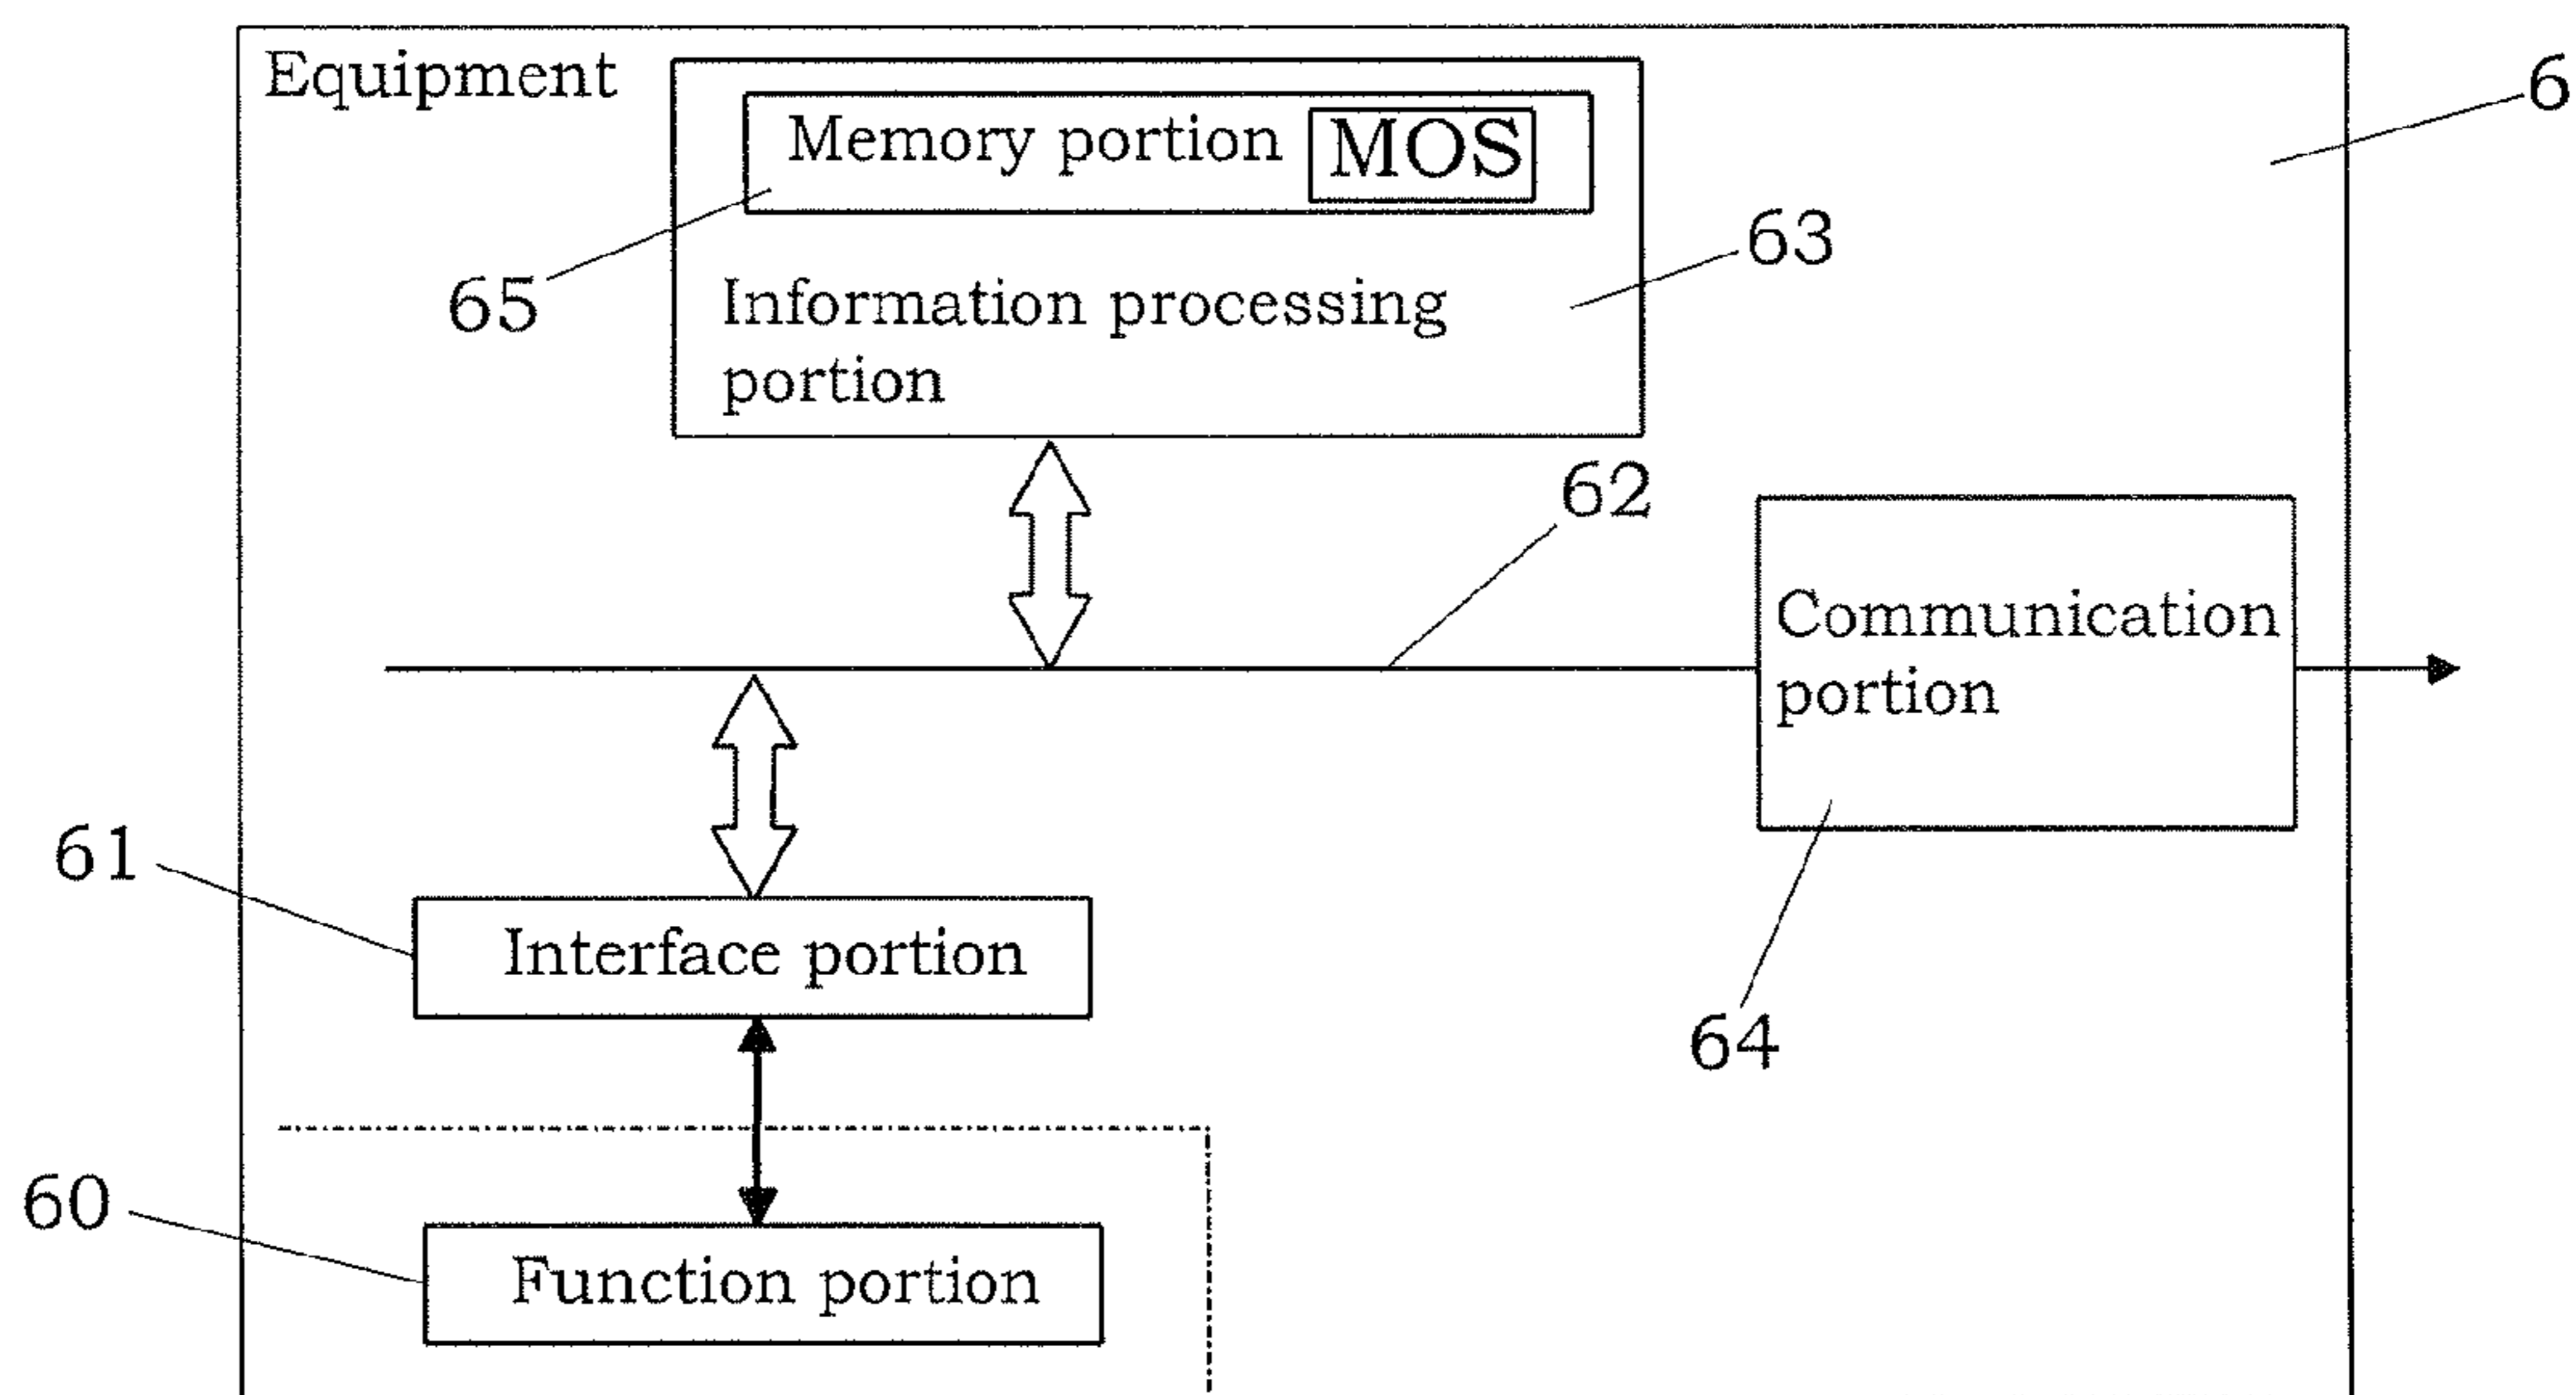 Equipment
6
Memory portion MOS
63
65
Information processing
portion
62
Communication
portion
61
Interface portion
64
60
Function portion